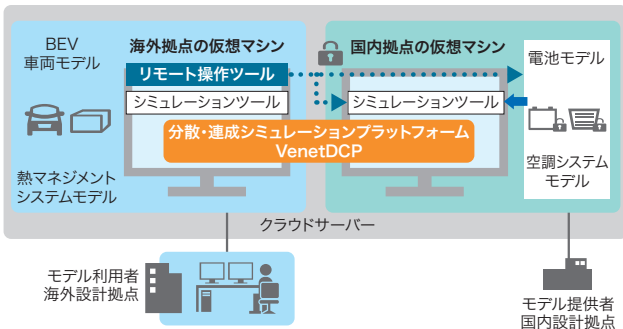 BEV
車両モデル
熱マネジメント
システムモデル
海外拠点の仮想マシン
リモート操作ツール
シミュレーションツール
国内拠点の仮想マシン
シミュレーションツール
分散・連成シミュレーションプラットフォーム
VenetDCP
電池モデル
空調システム
モデル
クラウドサーバー
モデル利用者
海外設計拠点
モデル提供者
国内設計拠点